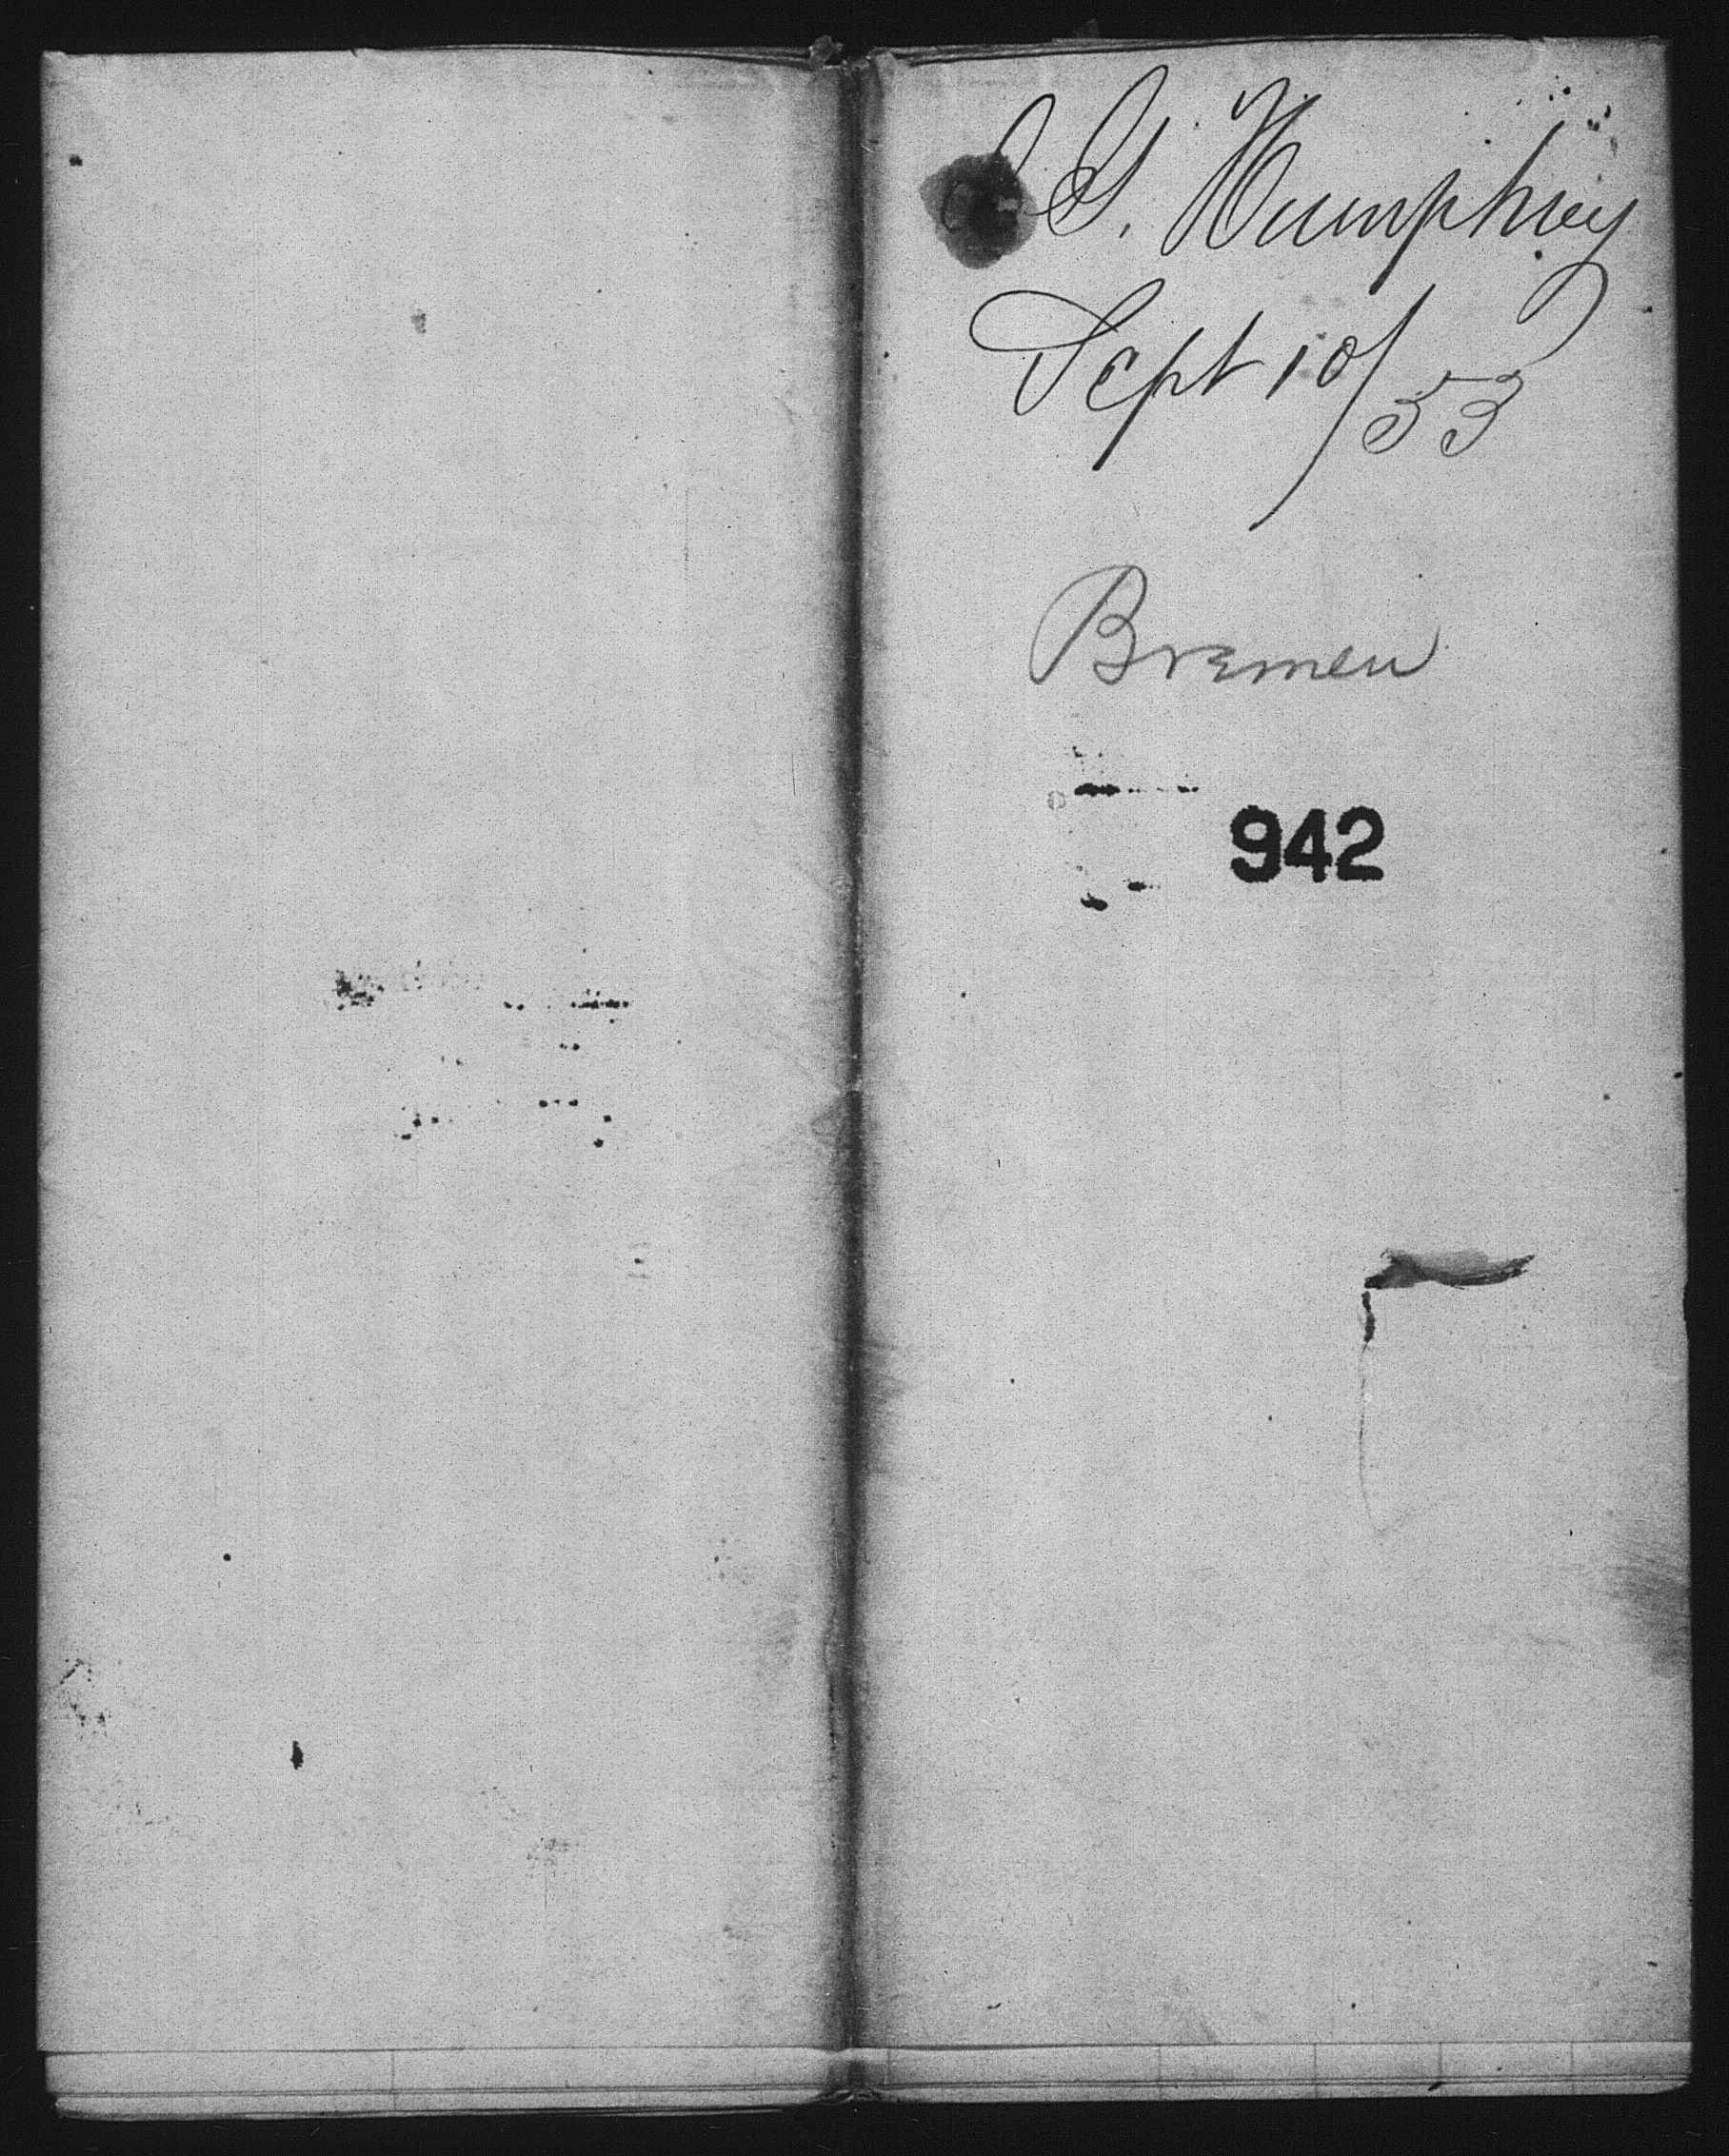 G. Humphrey
Sept 10/53
Bremen
942